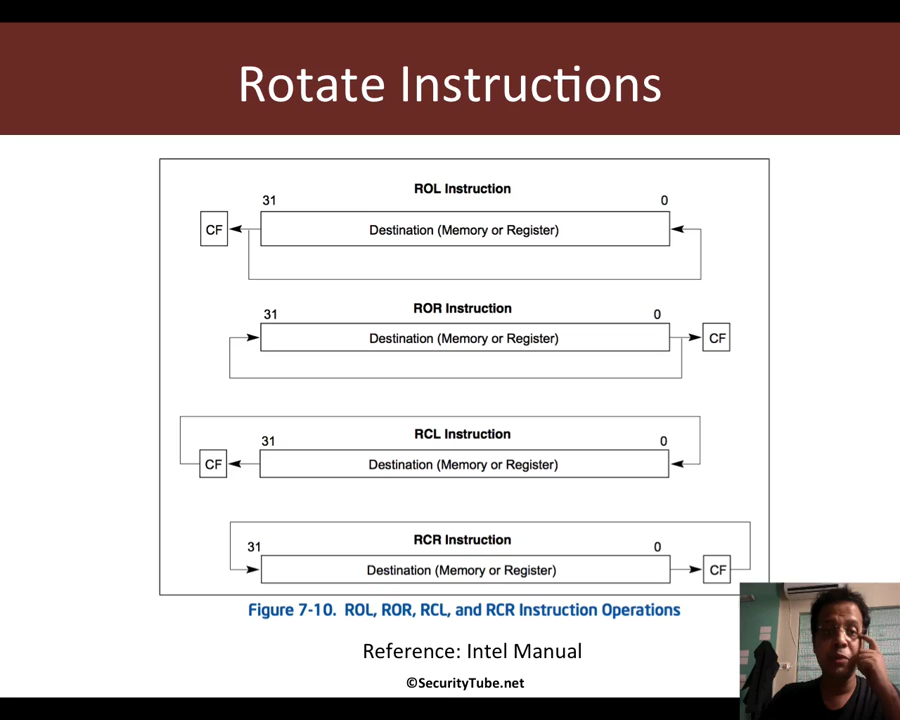 Rotate Instructions
ROL Instruction
31 0
CF Destination (Memory or Register)
ROR Instruction
31 0
Destination (Memory or Register) CF
RCL Instruction
31 0
CF Destination (Memory or Register)
RCR Instruction
31 0
Destination (Memory or Register) CF
Figure 7-10. ROL, ROR, RCL, and RCR Instruction Operations
Reference: Intel Manual
©SecurityTube.net